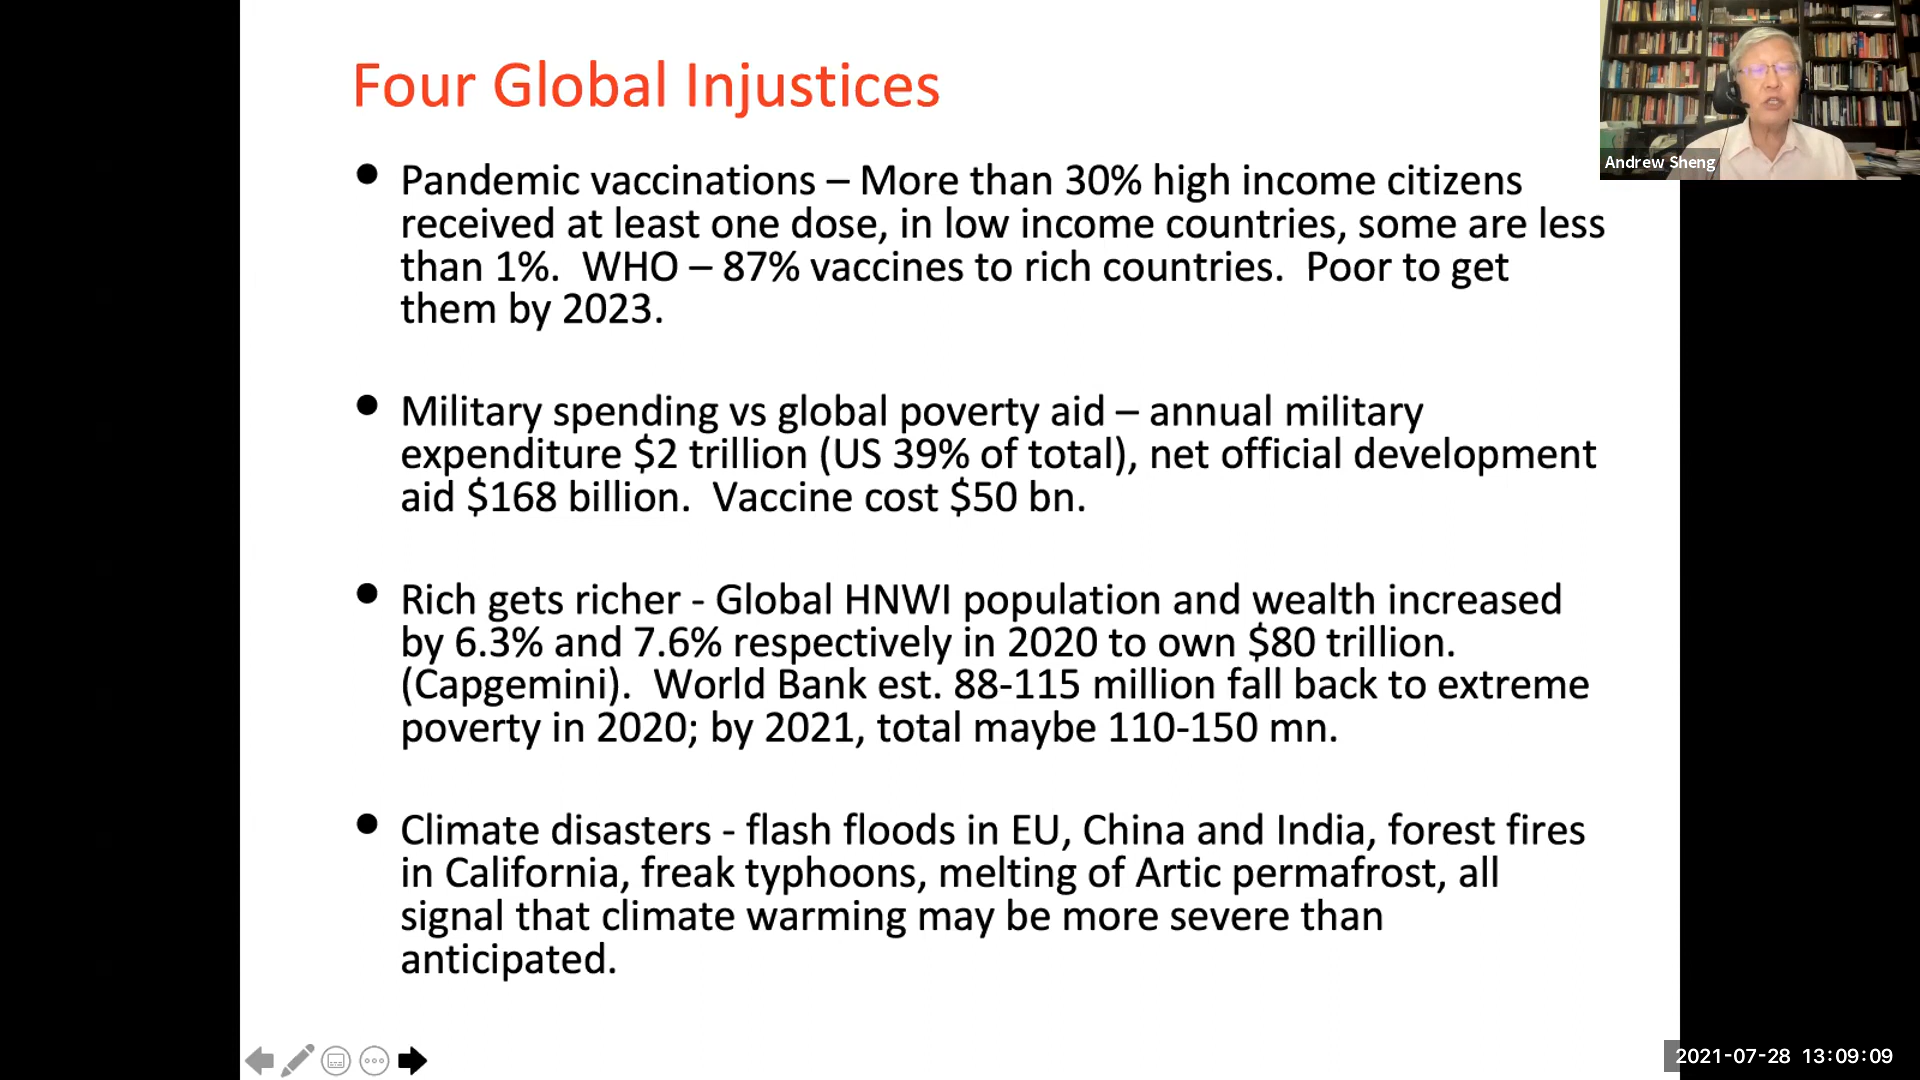 Four Global Injustices
Andrew Sheng
• Pandemic vaccinations – More than 30% high income citizens
received at least one dose, in low income countries, some are less
than 1%.  WHO – 87% vaccines to rich countries.  Poor to get
them by 2023.
• Military spending vs global poverty aid – annual military
expenditure $2 trillion (US 39% of total), net official development
aid $168 billion.  Vaccine cost $50 bn.
• Rich gets richer - Global HNWI population and wealth increased
by 6.3% and 7.6% respectively in 2020 to own $80 trillion.
(Capgemini).  World Bank est. 88-115 million fall back to extreme
poverty in 2020; by 2021, total maybe 110-150 mn.
• Climate disasters - flash floods in EU, China and India, forest fires
in California, freak typhoons, melting of Artic permafrost, all
signal that climate warming may be more severe than
anticipated.
2021-07-28 13:09:09